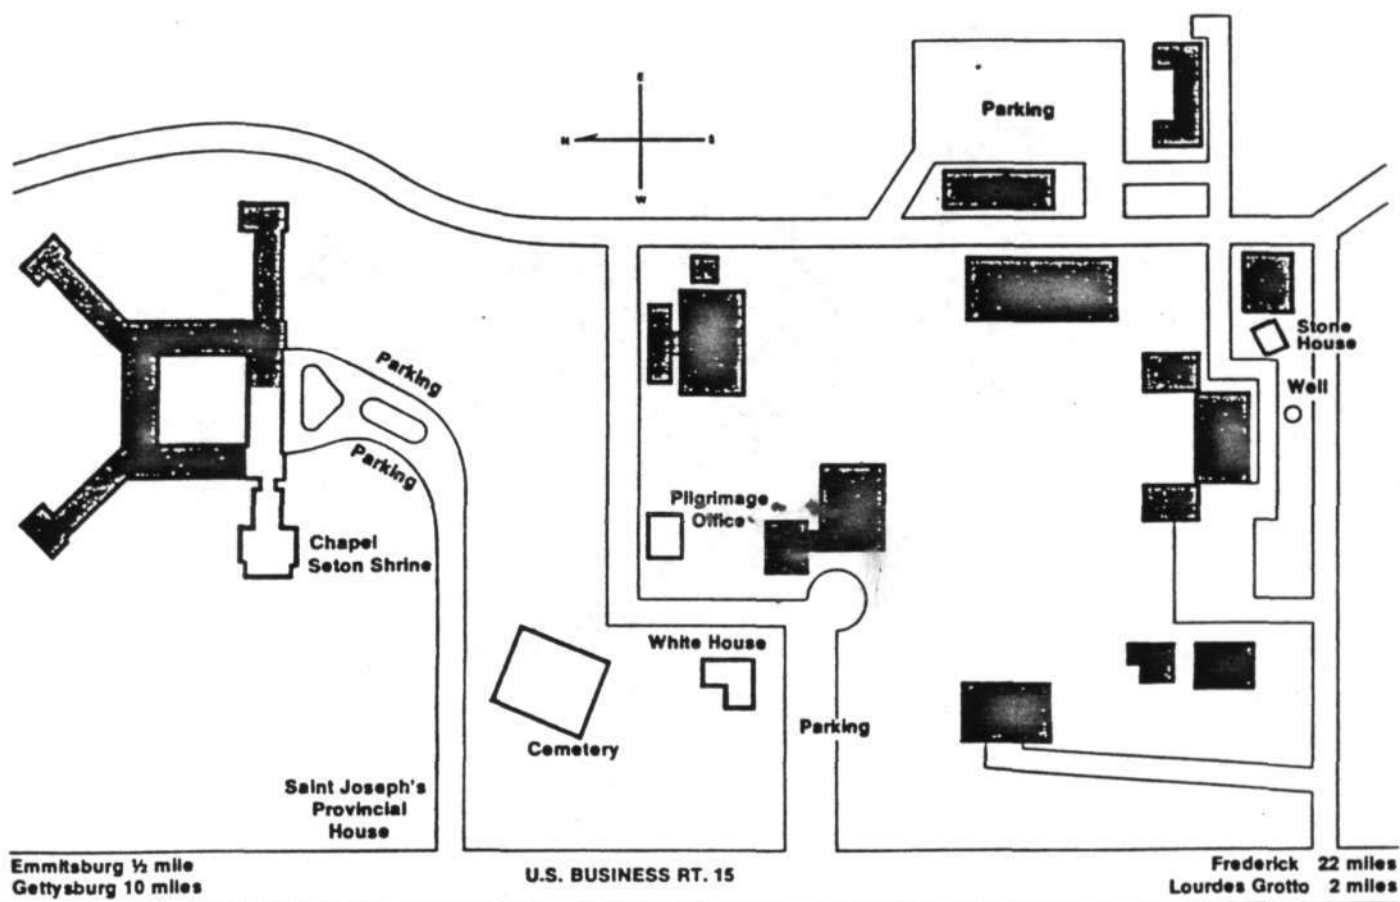 E
N
S
W
Parking
Stone
House
Well
Parking
Parking
Pilgrimage
Office
Chapel
Seton Shrine
White House
Parking
Cemetery
Saint Joseph's
Provincial
House
Emmitsburg ½ mile
Gettysburg 10 miles
U.S. BUSINESS RT. 15
Frederick 22 miles
Lourdes Grotto 2 miles